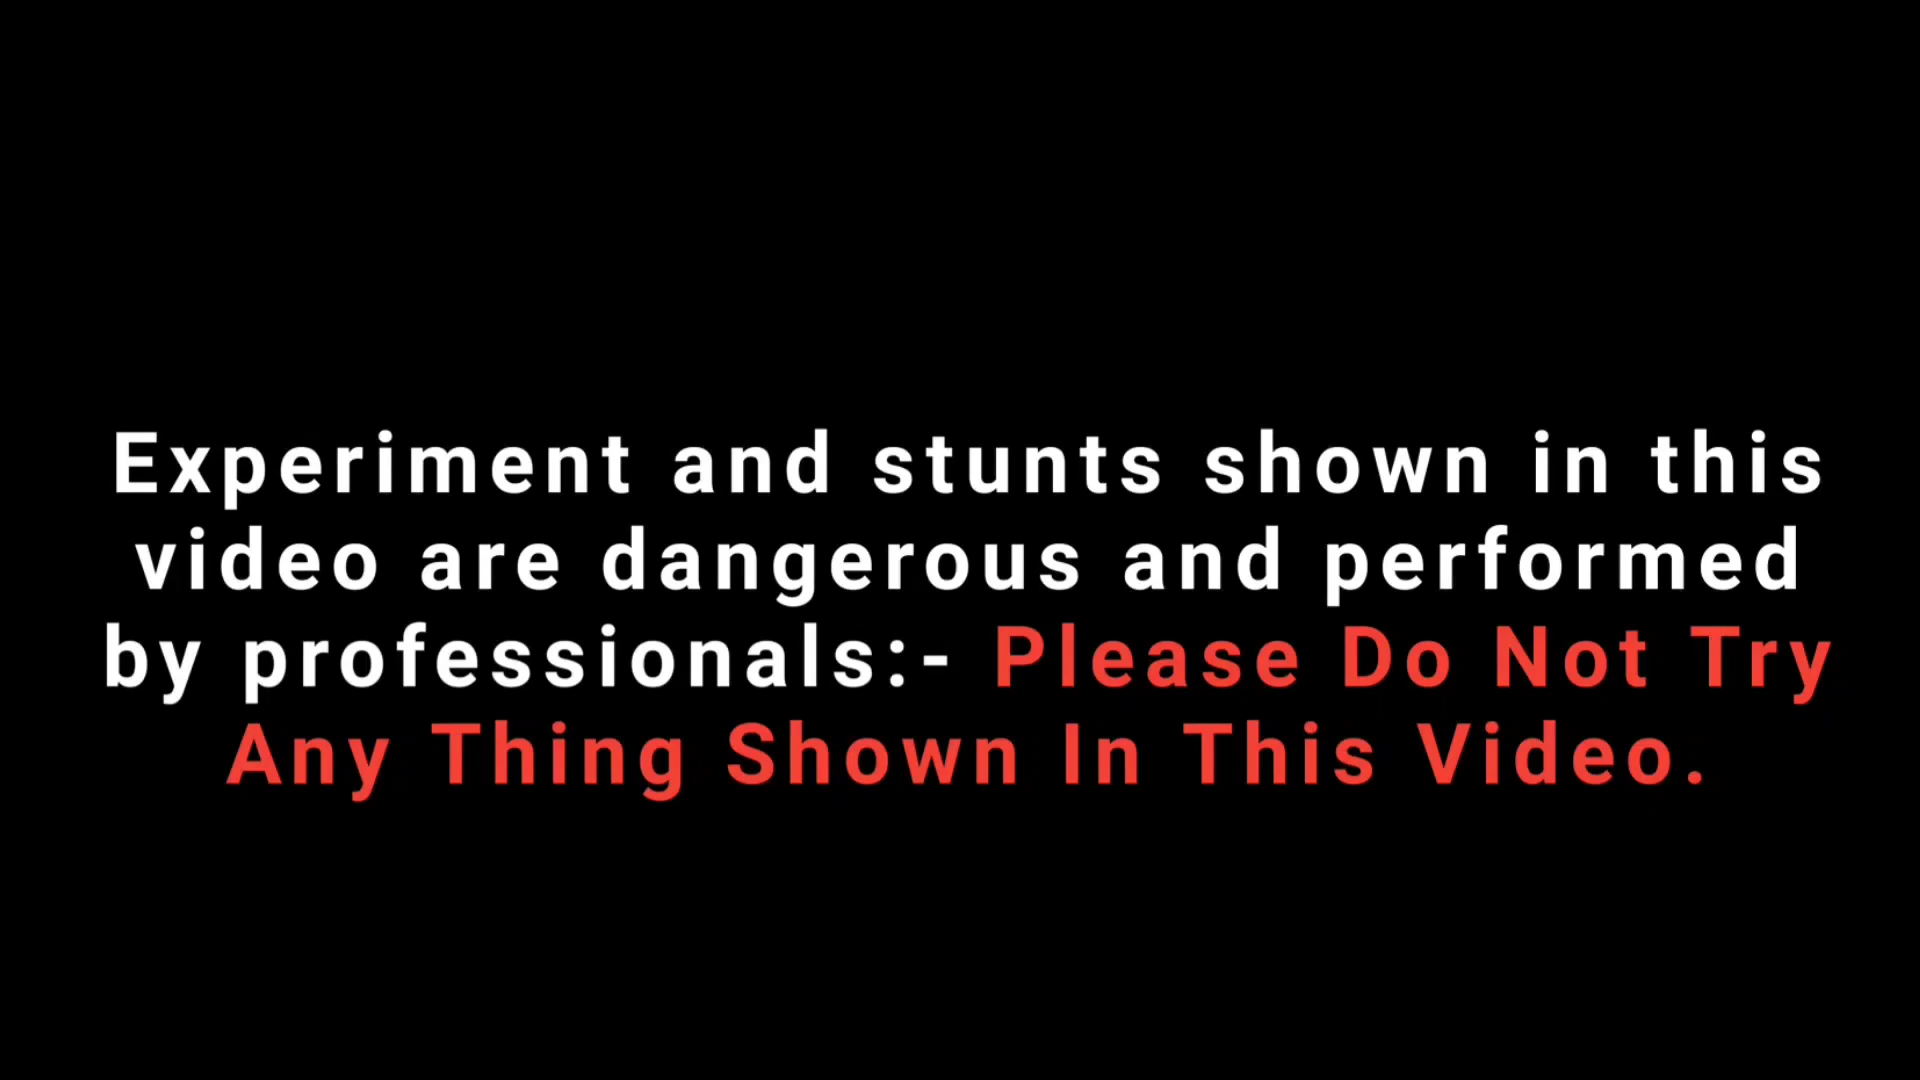 Experiment and stunts shown in this
video are dangerous and performed
by professionals:- Please Do Not Try
Any Thing Shown In This Video.